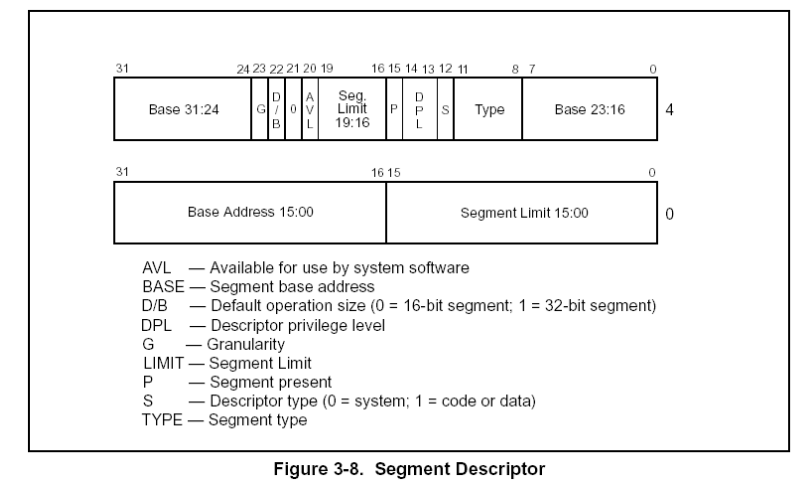 31 24 23 22 21 20 19 16 15 14 13 12 11 8 7 0
Base 31:24 G D/B 0 AVL Seg. Limit 19:16 P DPL S Type Base 23:16 4
31 16 15 0
Base Address 15:00 Segment Limit 15:00 0
AVL — Available for use by system software
BASE — Segment base address
D/B — Default operation size (0 = 16-bit segment; 1 = 32-bit segment)
DPL — Descriptor privilege level
G — Granularity
LIMIT — Segment Limit
P — Segment present
S — Descriptor type (0 = system; 1 = code or data)
TYPE — Segment type
Figure 3-8. Segment Descriptor